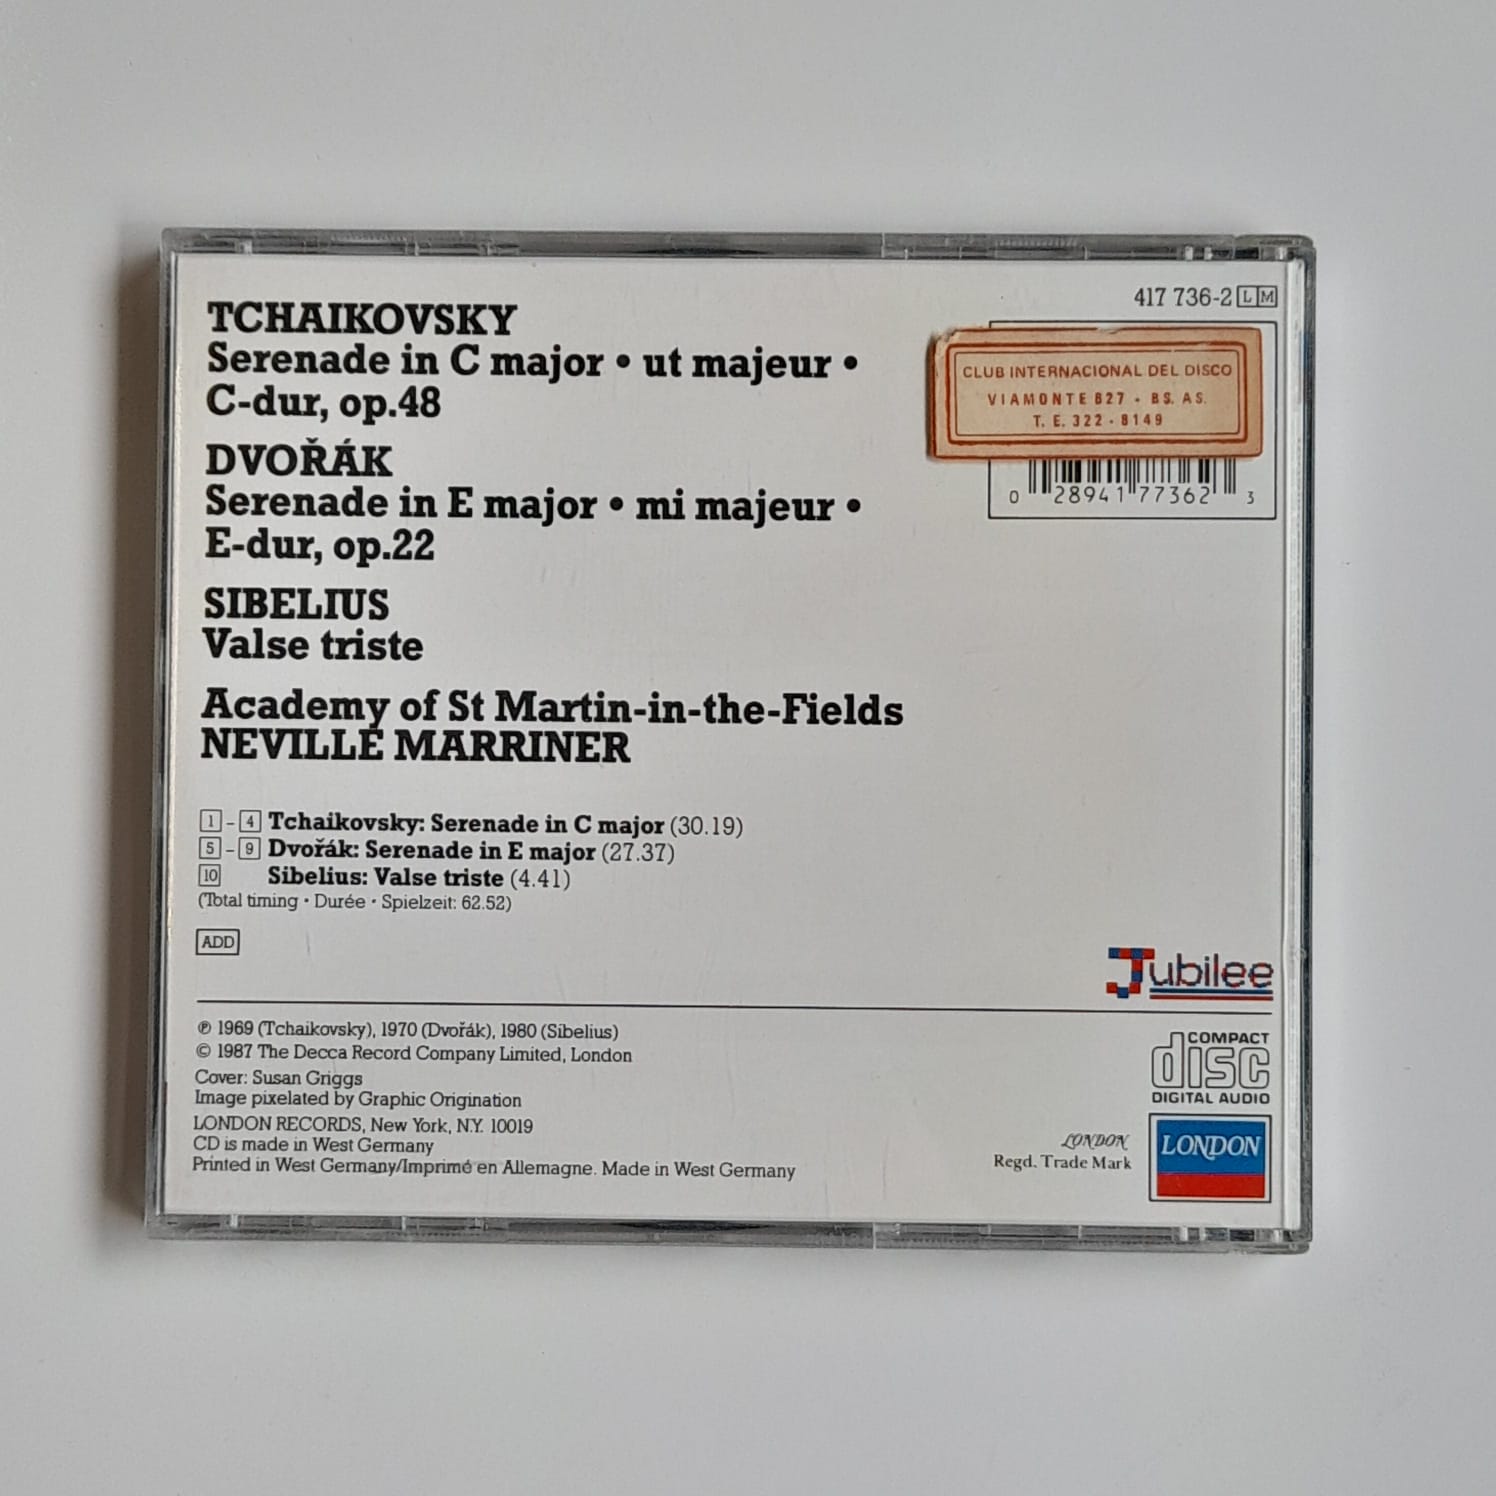 TCHAIKOVSKY
Serenade in C major • ut majeur •
C-dur, op.48
DVOŘÁK
Serenade in E major • mi majeur •
E-dur, op.22
SIBELIUS
Valse triste
Academy of St Martin-in-the-Fields
NEVILLE MARRINER
417 736-2 L M
CLUB INTERNACIONAL DEL DISCO
VIAMONTE 827 - BS. AS.
T. E. 322 - 8149
0 28941 77362 3
1 - 4 Tchaikovsky: Serenade in C major (30.19)
5 - 9 Dvořák: Serenade in E major (27.37)
10 Sibelius: Valse triste (4.41)
(Total timing • Durée • Spielzeit: 62.52)
ADD
Jubilee
℗ 1969 (Tchaikovsky), 1970 (Dvořák), 1980 (Sibelius)
© 1987 The Decca Record Company Limited, London
Cover: Susan Griggs
Image pixelated by Graphic Origination
LONDON RECORDS, New York, N.Y. 10019
CD is made in West Germany
Printed in West Germany/Imprimé en Allemagne. Made in West Germany
COMPACT
disc
DIGITAL AUDIO
LONDON
Regd. Trade Mark
LONDON